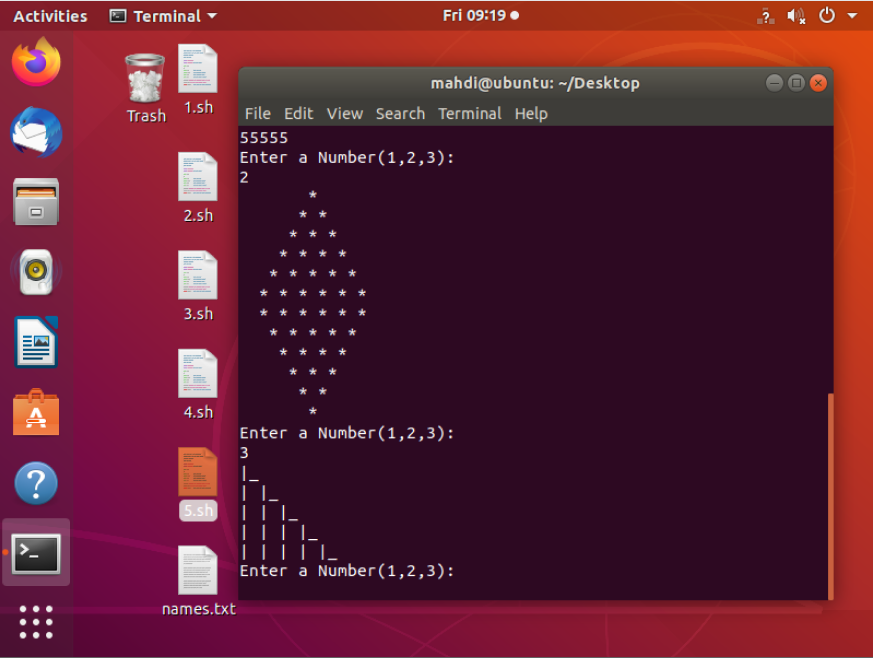 Activities Terminal Fri 09:19
Trash
1.sh
2.sh
3.sh
4.sh
5.sh
names.txt
mahdi@ubuntu: ~/Desktop
File Edit View Search Terminal Help
55555
Enter a Number(1,2,3):
2
       *
      * *
     * * *
    * * * *
   * * * * *
  * * * * * *
  * * * * * *
   * * * * *
    * * * *
     * * *
      * *
       *
Enter a Number(1,2,3):
3
|_
| |_
| | |_
| | | |_
| | | | |_
Enter a Number(1,2,3):